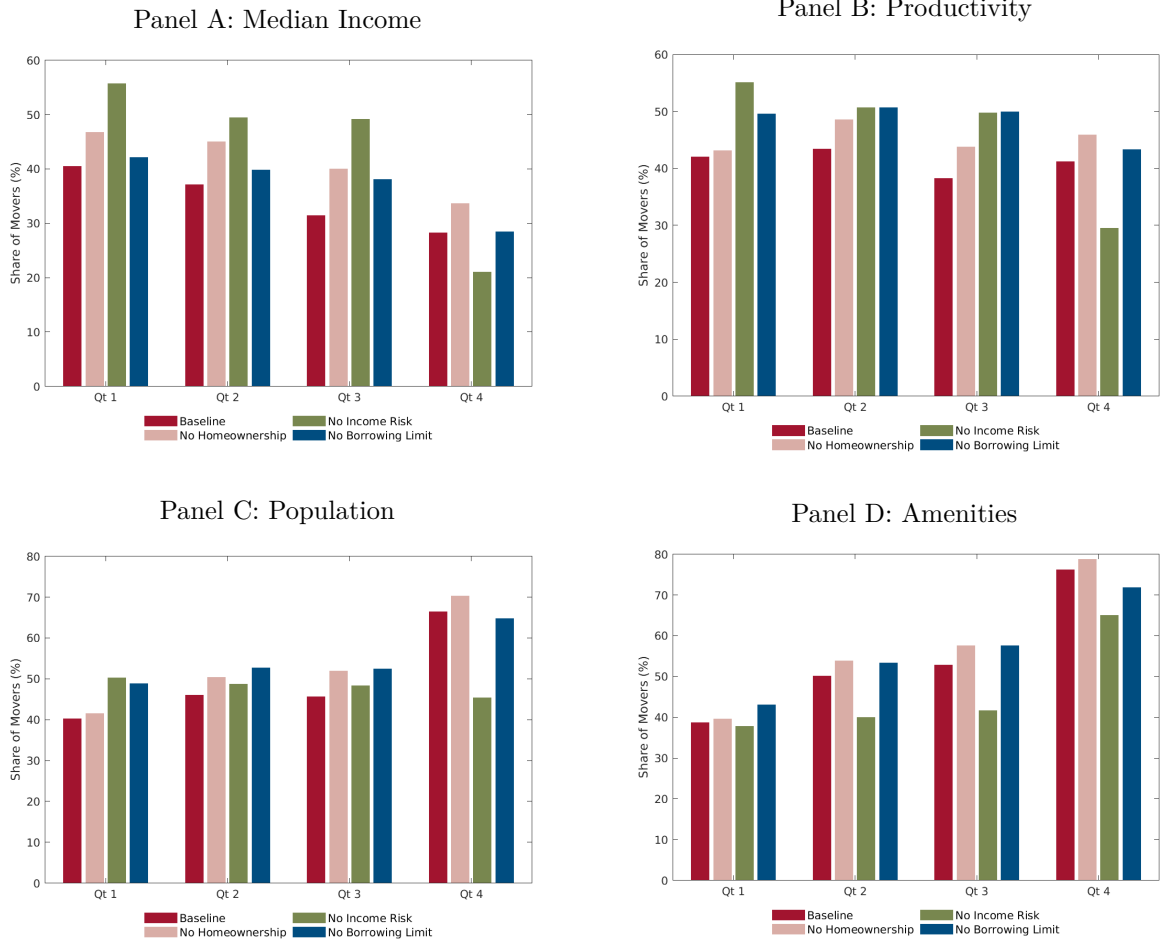 Panel A: Median Income
Share of Movers (%)
60
50
40
30
20
10
0
Qt 1 Qt 2 Qt 3 Qt 4
Baseline No Income Risk
No Homeownership No Borrowing Limit
Panel B: Productivity
Share of Movers (%)
60
50
40
30
20
10
0
Qt 1 Qt 2 Qt 3 Qt 4
Baseline No Income Risk
No Homeownership No Borrowing Limit
Panel C: Population
Share of Movers (%)
80
70
60
50
40
30
20
10
0
Qt 1 Qt 2 Qt 3 Qt 4
Baseline No Income Risk
No Homeownership No Borrowing Limit
Panel D: Amenities
Share of Movers (%)
80
70
60
50
40
30
20
10
0
Qt 1 Qt 2 Qt 3 Qt 4
Baseline No Income Risk
No Homeownership No Borrowing Limit